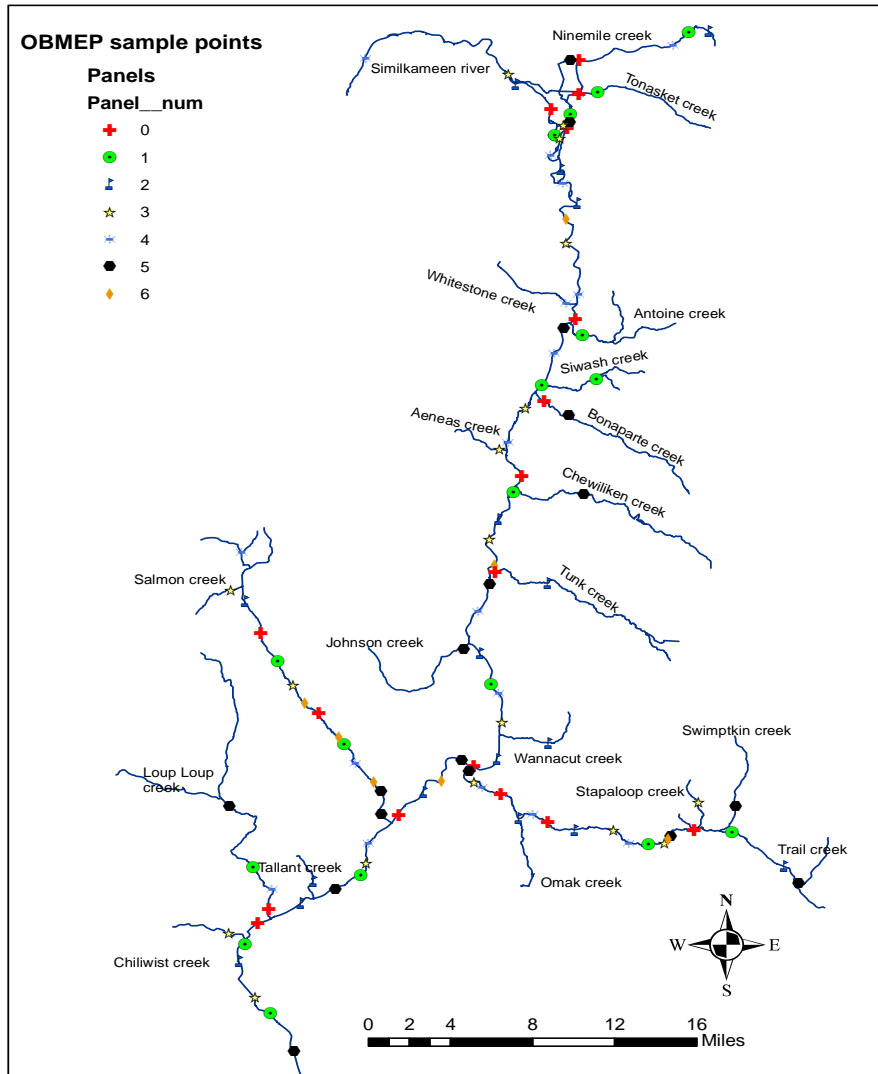 OBMEP sample points
Panels
Panel__num
0
1
2
3
4
5
6
Ninemile creek
Similkameen river
Tonasket creek
Whitestone creek
Antoine creek
Siwash creek
Aeneas creek
Bonaparte creek
Chewiliken creek
Salmon creek
Tunk creek
Johnson creek
Swimptkin creek
Wannacut creek
Loup Loup
creek
Stapaloop creek
Trail creek
Tallant creek
Omak creek
Chiliwist creek
N
W E
S
0 2 4 8 12 16
Miles